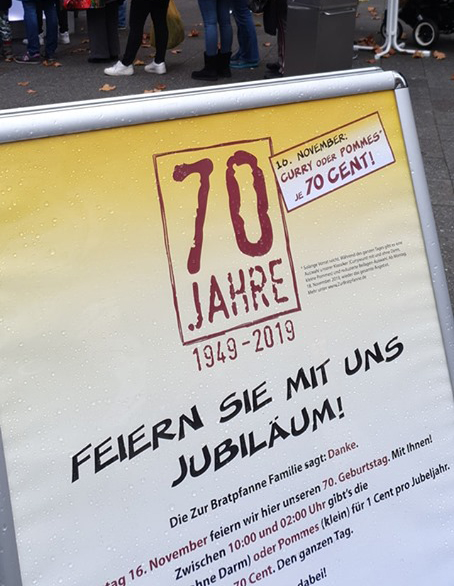 70
JAHRE
1949-2019
16. NOVEMBER:
CURRY ODER POMMES*
JE 70 CENT!
FEIERN SIE MIT UNS
JUBILÄUM!
Die Zur Bratpfanne Familie sagt: Danke.
tag 16. November feiern wir hier unseren 70. Geburtstag. Mit Ihnen!
Zwischen 10:00 und 02:00 Uhr gibt's die
hne Darm) oder Pommes (klein) für 1 Cent pro Jubeljahr.
70 Cent. Den ganzen Tag.
dabei!